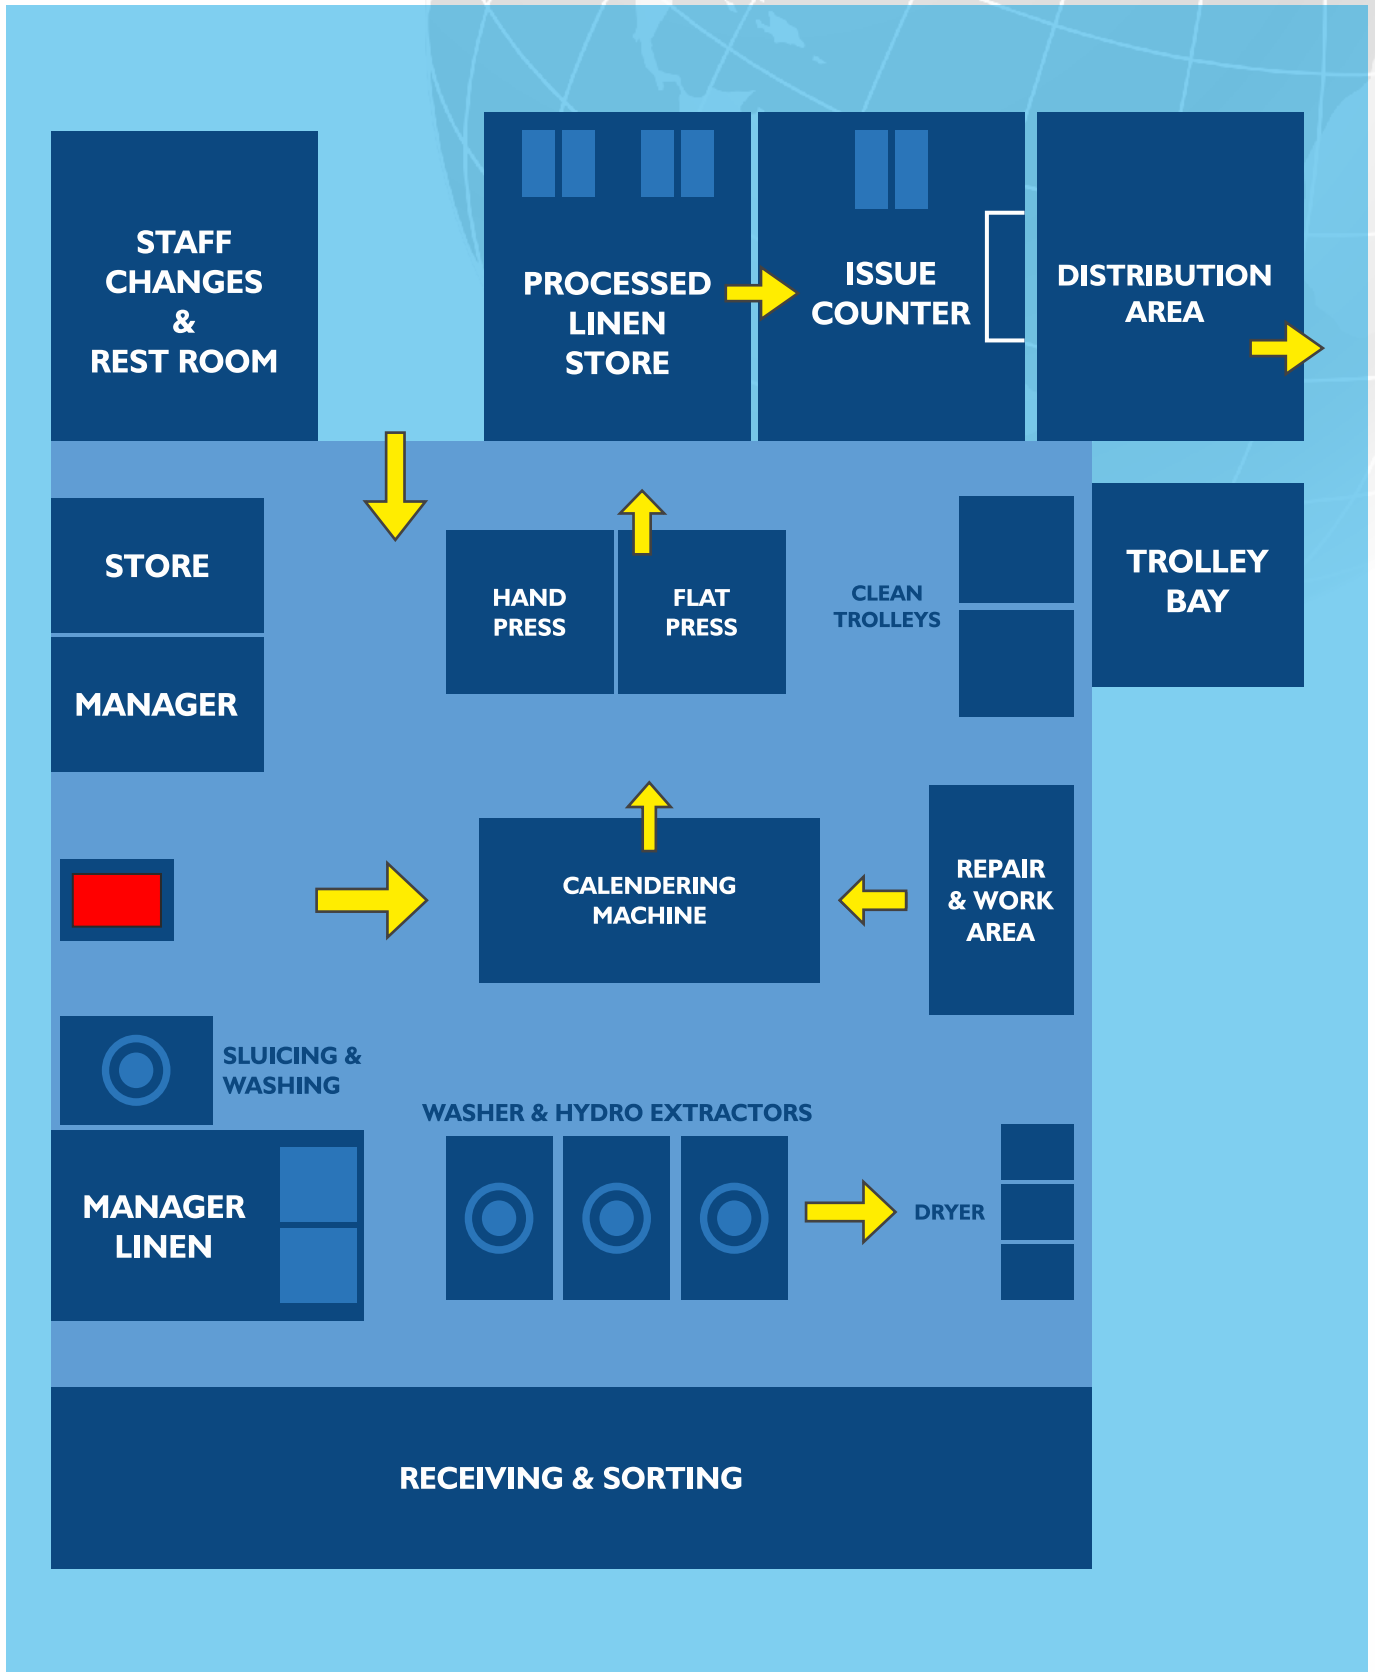 STAFF
CHANGES
&
REST ROOM
PROCESSED
LINEN
STORE
ISSUE
COUNTER
DISTRIBUTION
AREA
STORE
MANAGER
HAND
PRESS
FLAT
PRESS
CLEAN
TROLLEYS
TROLLEY
BAY
CALENDERING
MACHINE
REPAIR
& WORK
AREA
SLUICING &
WASHING
WASHER & HYDRO EXTRACTORS
MANAGER
LINEN
DRYER
RECEIVING & SORTING